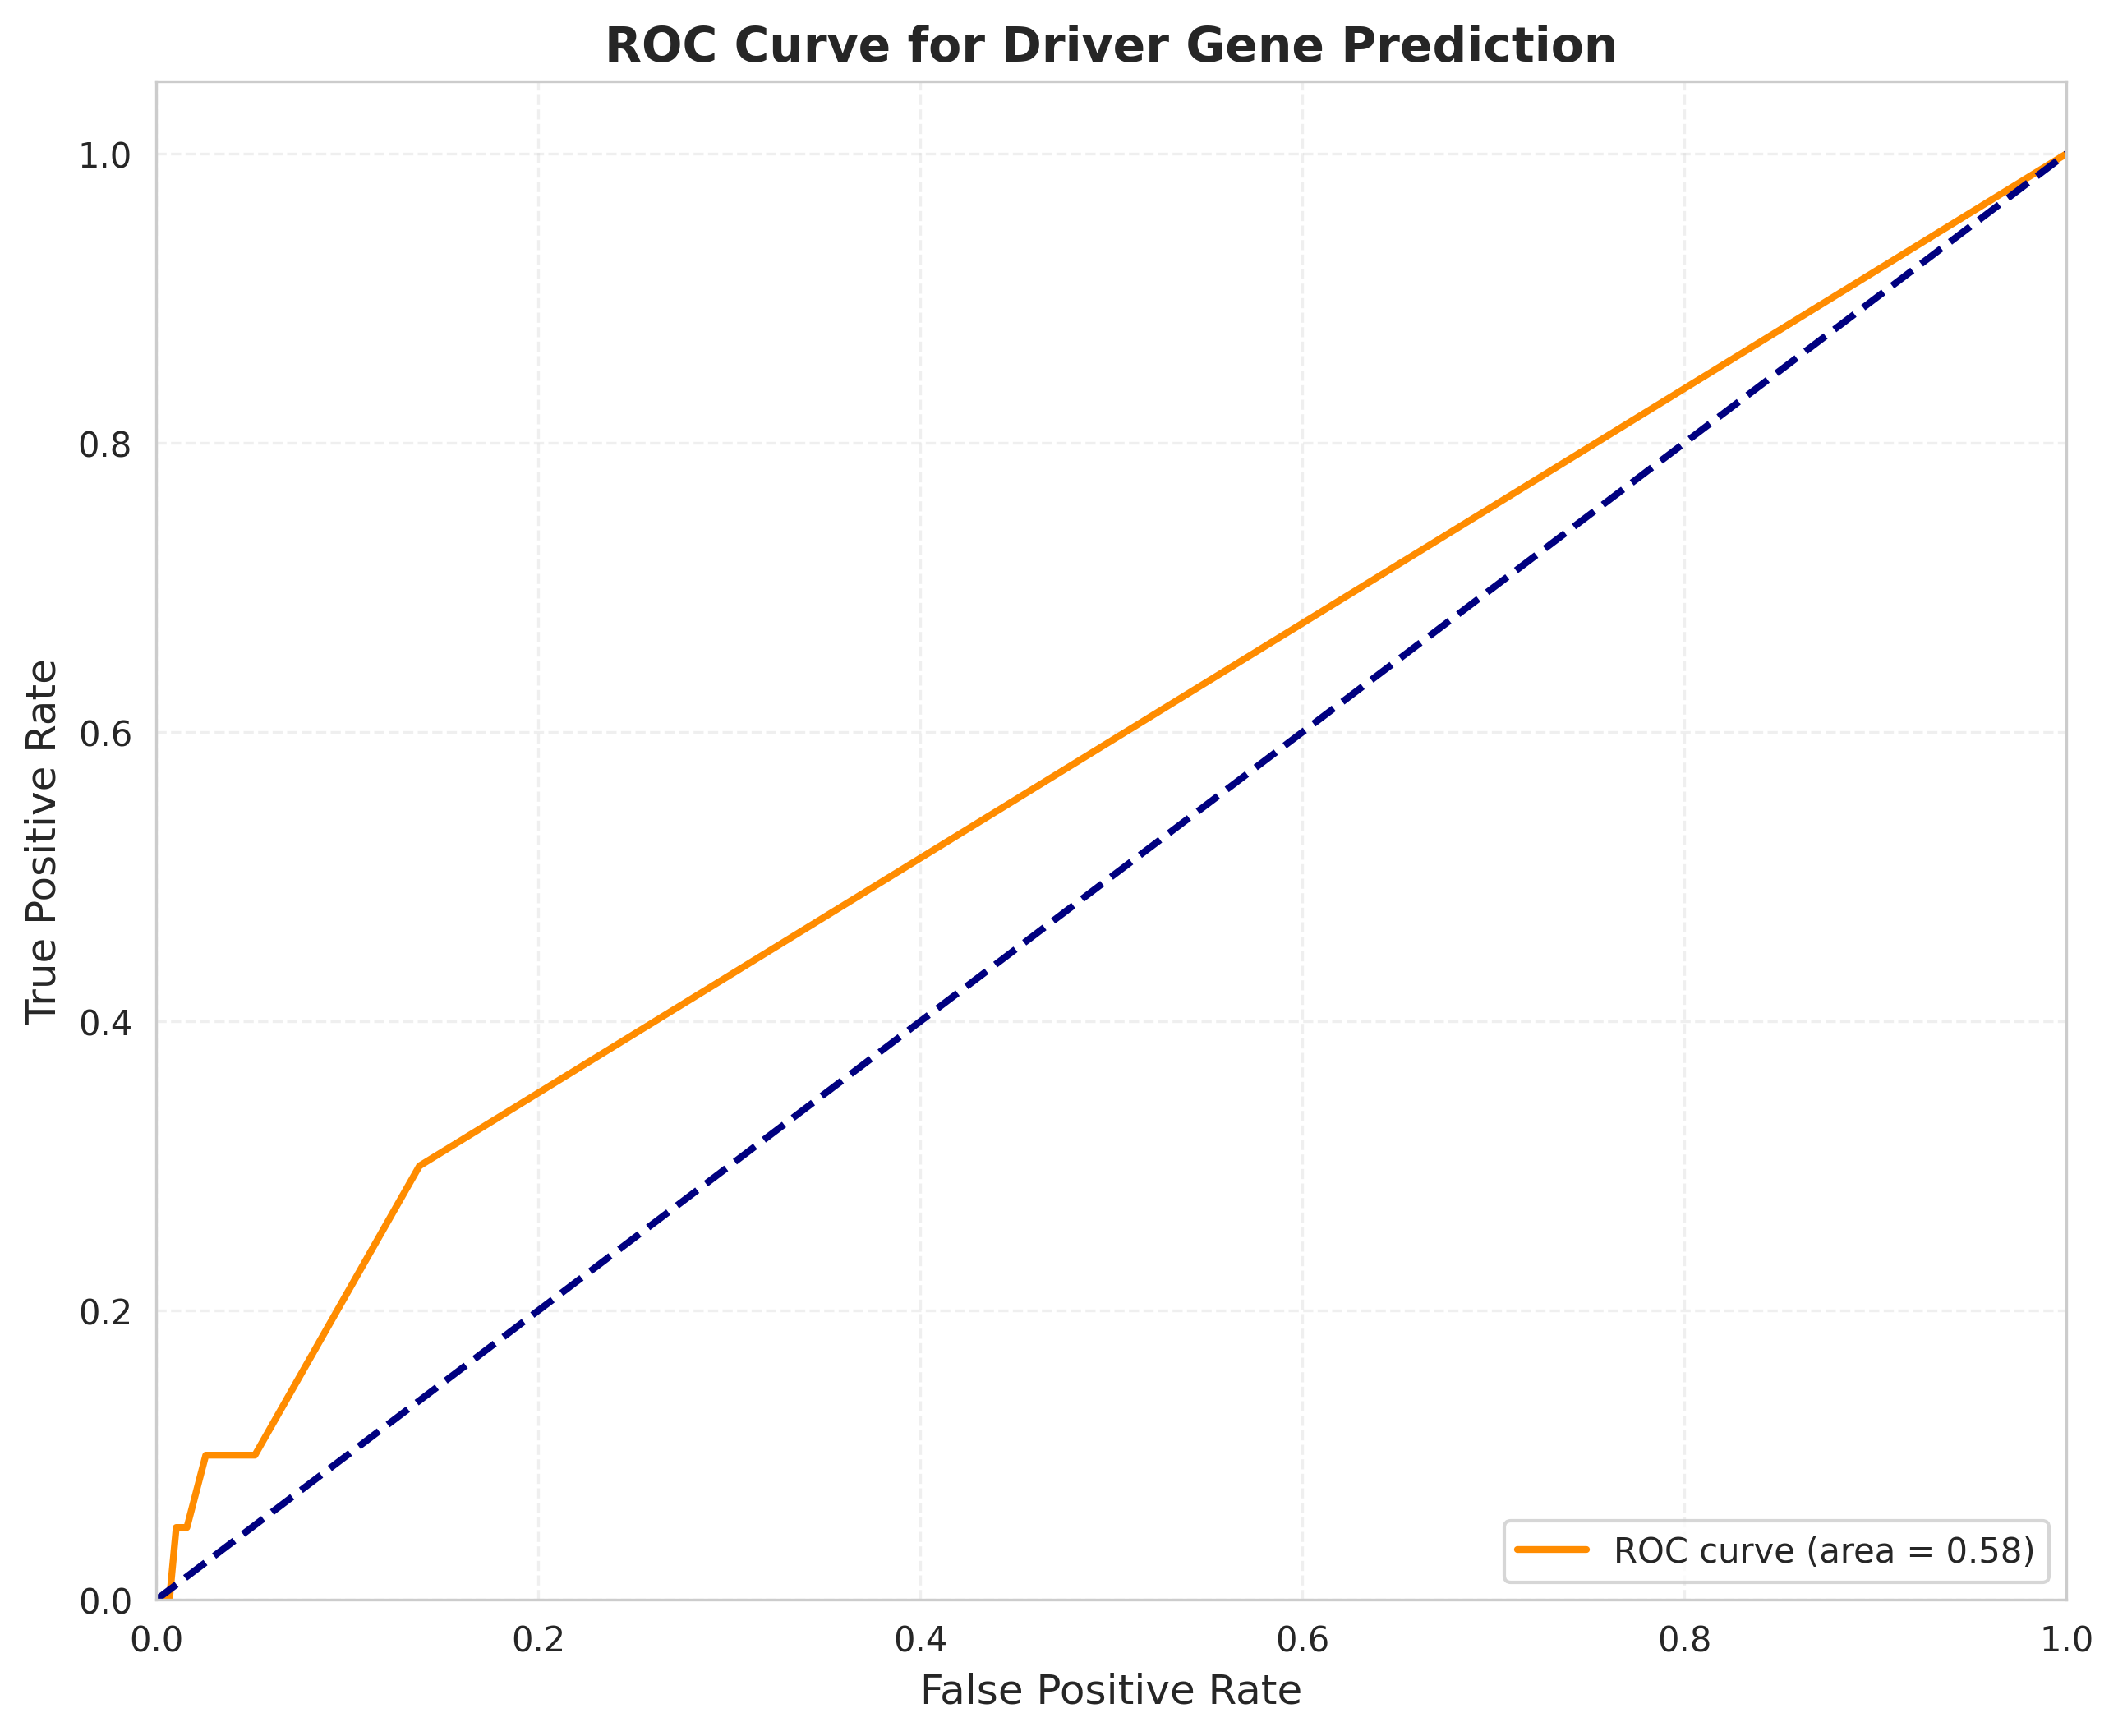 ROC Curve for Driver Gene Prediction
True Positive Rate
1.0
0.8
0.6
0.4
0.2
0.0
0.0 0.2 0.4 0.6 0.8 1.0
False Positive Rate
ROC curve (area = 0.58)